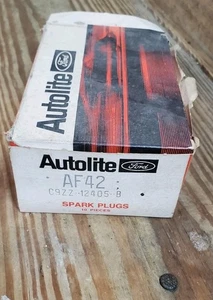 Autolite
Ford
Autolite
Ford
AF42
C9ZZ-12405-B
SPARK PLUGS
10 PIECES